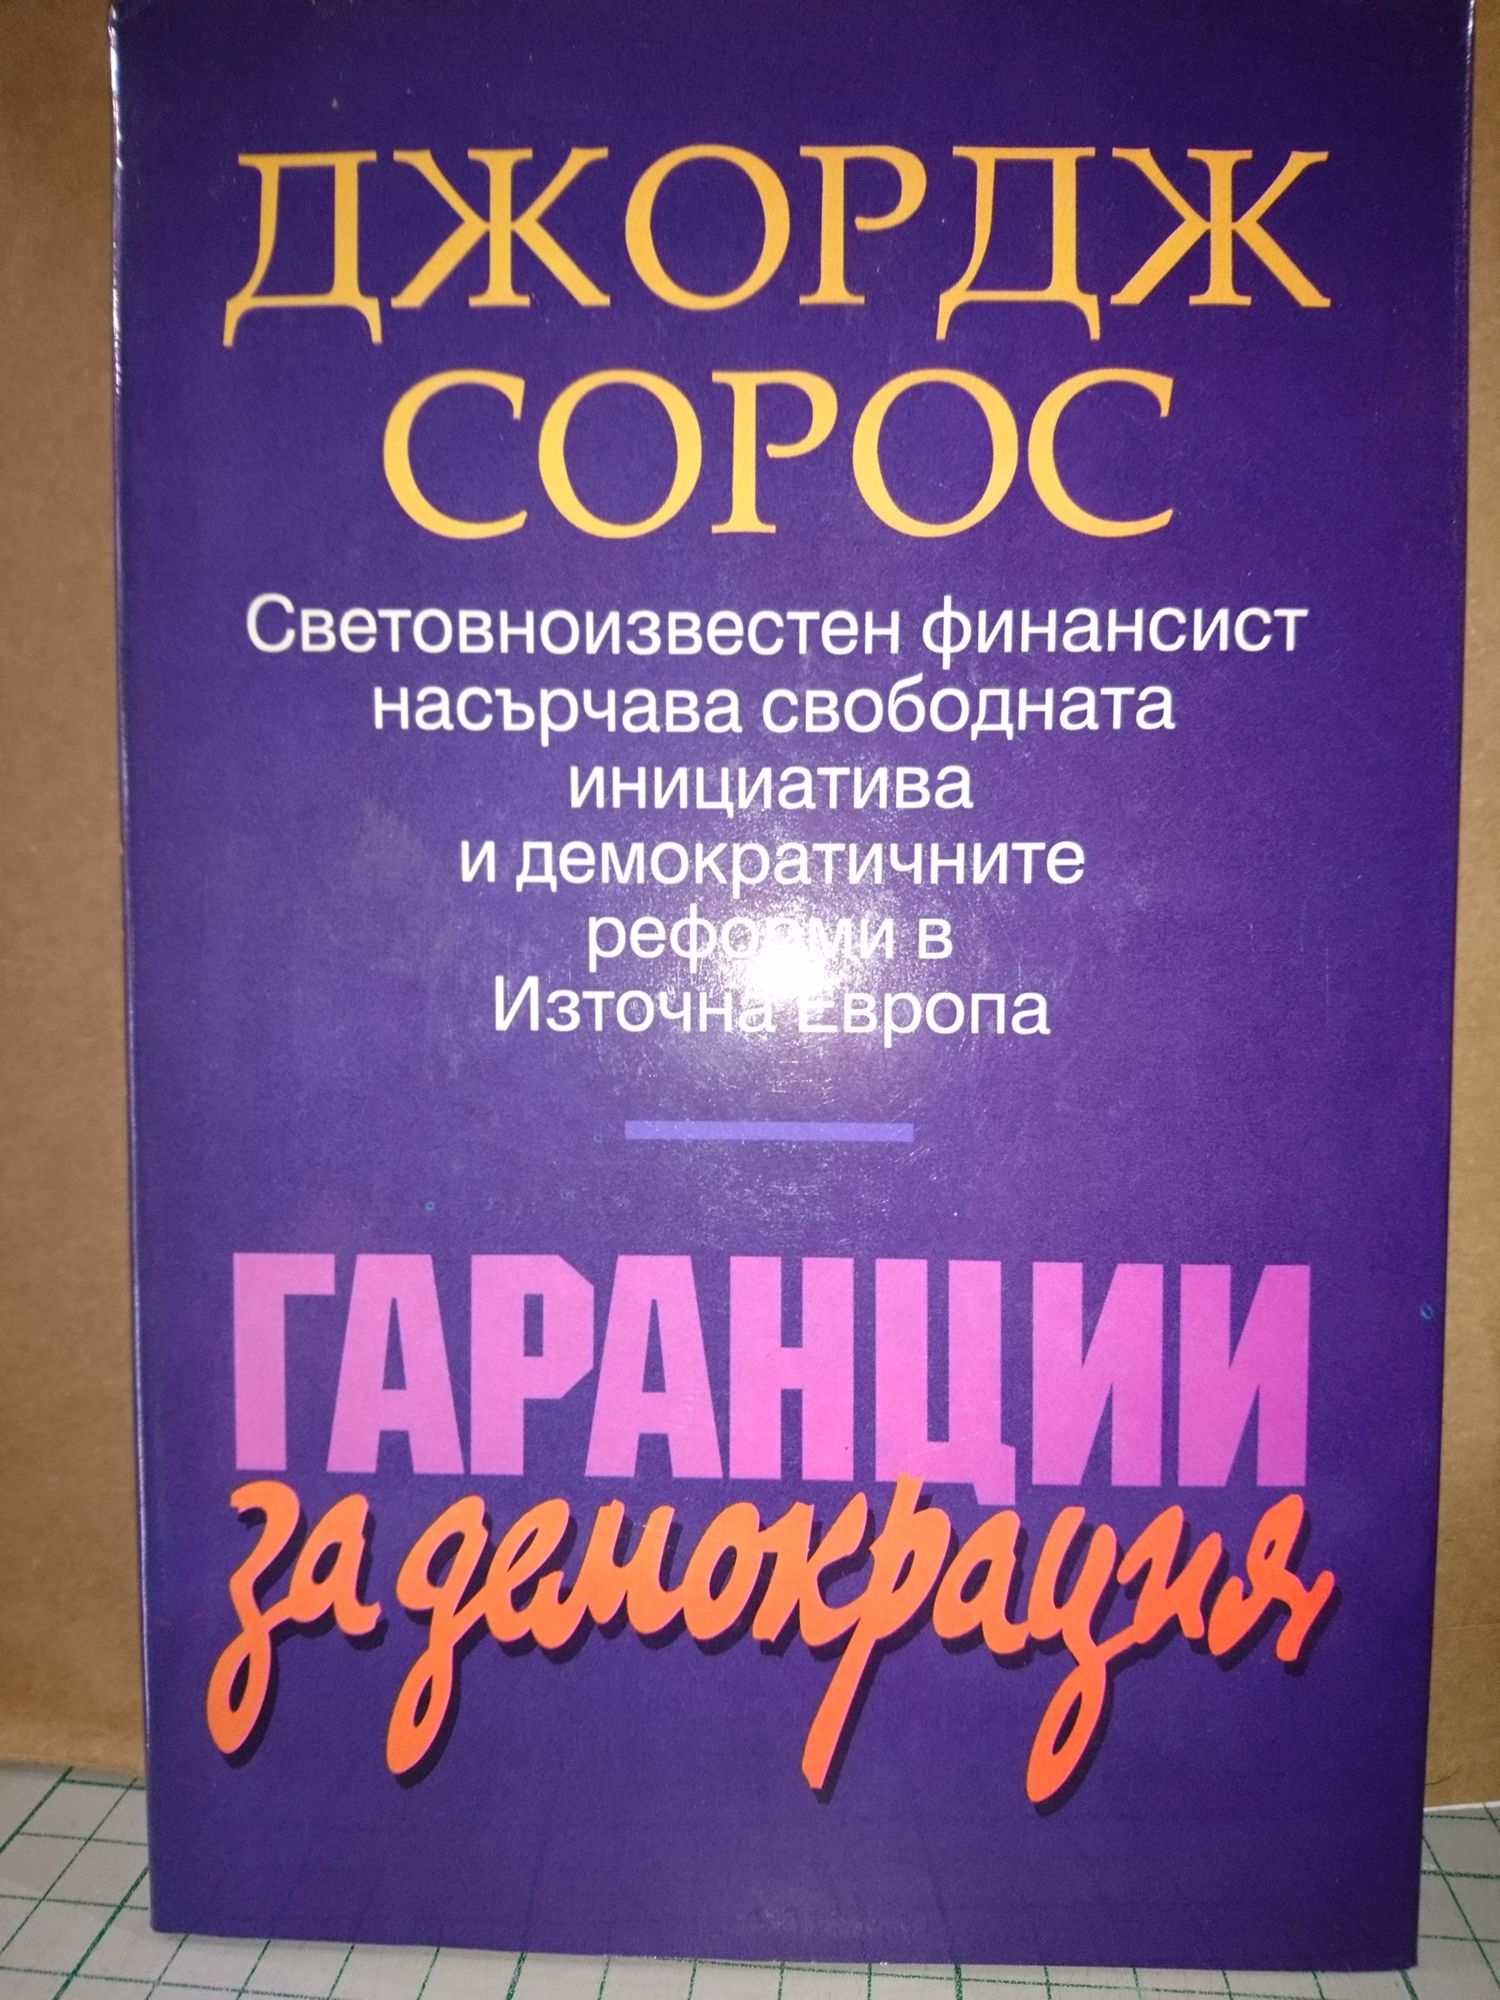 ДЖОРДЖ
СОРОС
Световноизвестен финансист
насърчава свободната
инициатива
и демократичните
реформи в
Източна Европа
ГАРАНЦИИ
за демокрация